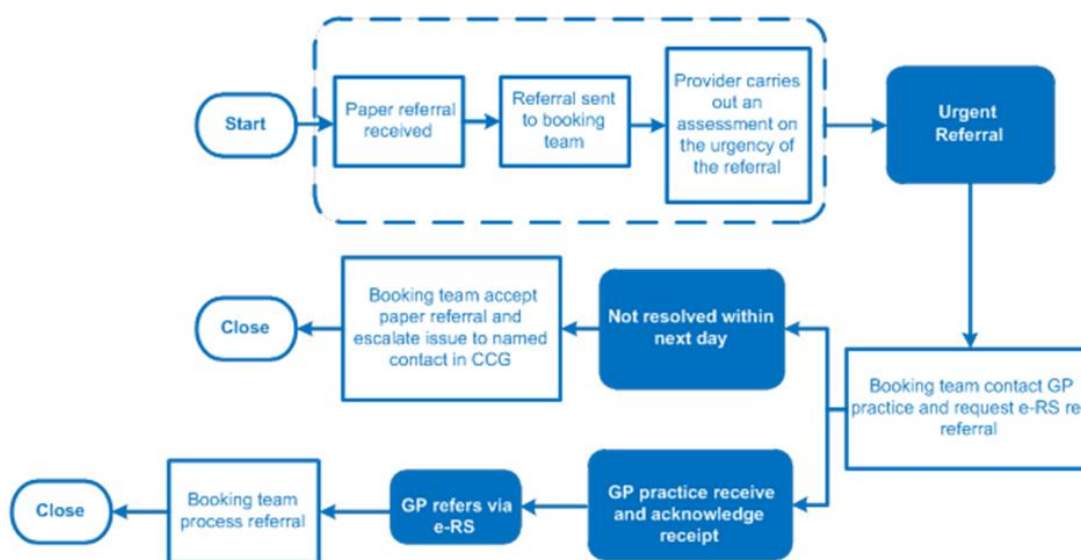 Start
Paper referral
received
Referral sent
to booking
team
Provider carries
out an
assessment on
the urgency of
the referral
Urgent
Referral
Close
Booking team accept
paper referral and
escalate issue to named
contact in CCG
Not resolved within
next day
Booking team contact GP
practice and request e-RS re
referral
Close
Booking team
process referral
GP refers via
e-RS
GP practice receive
and acknowledge
receipt